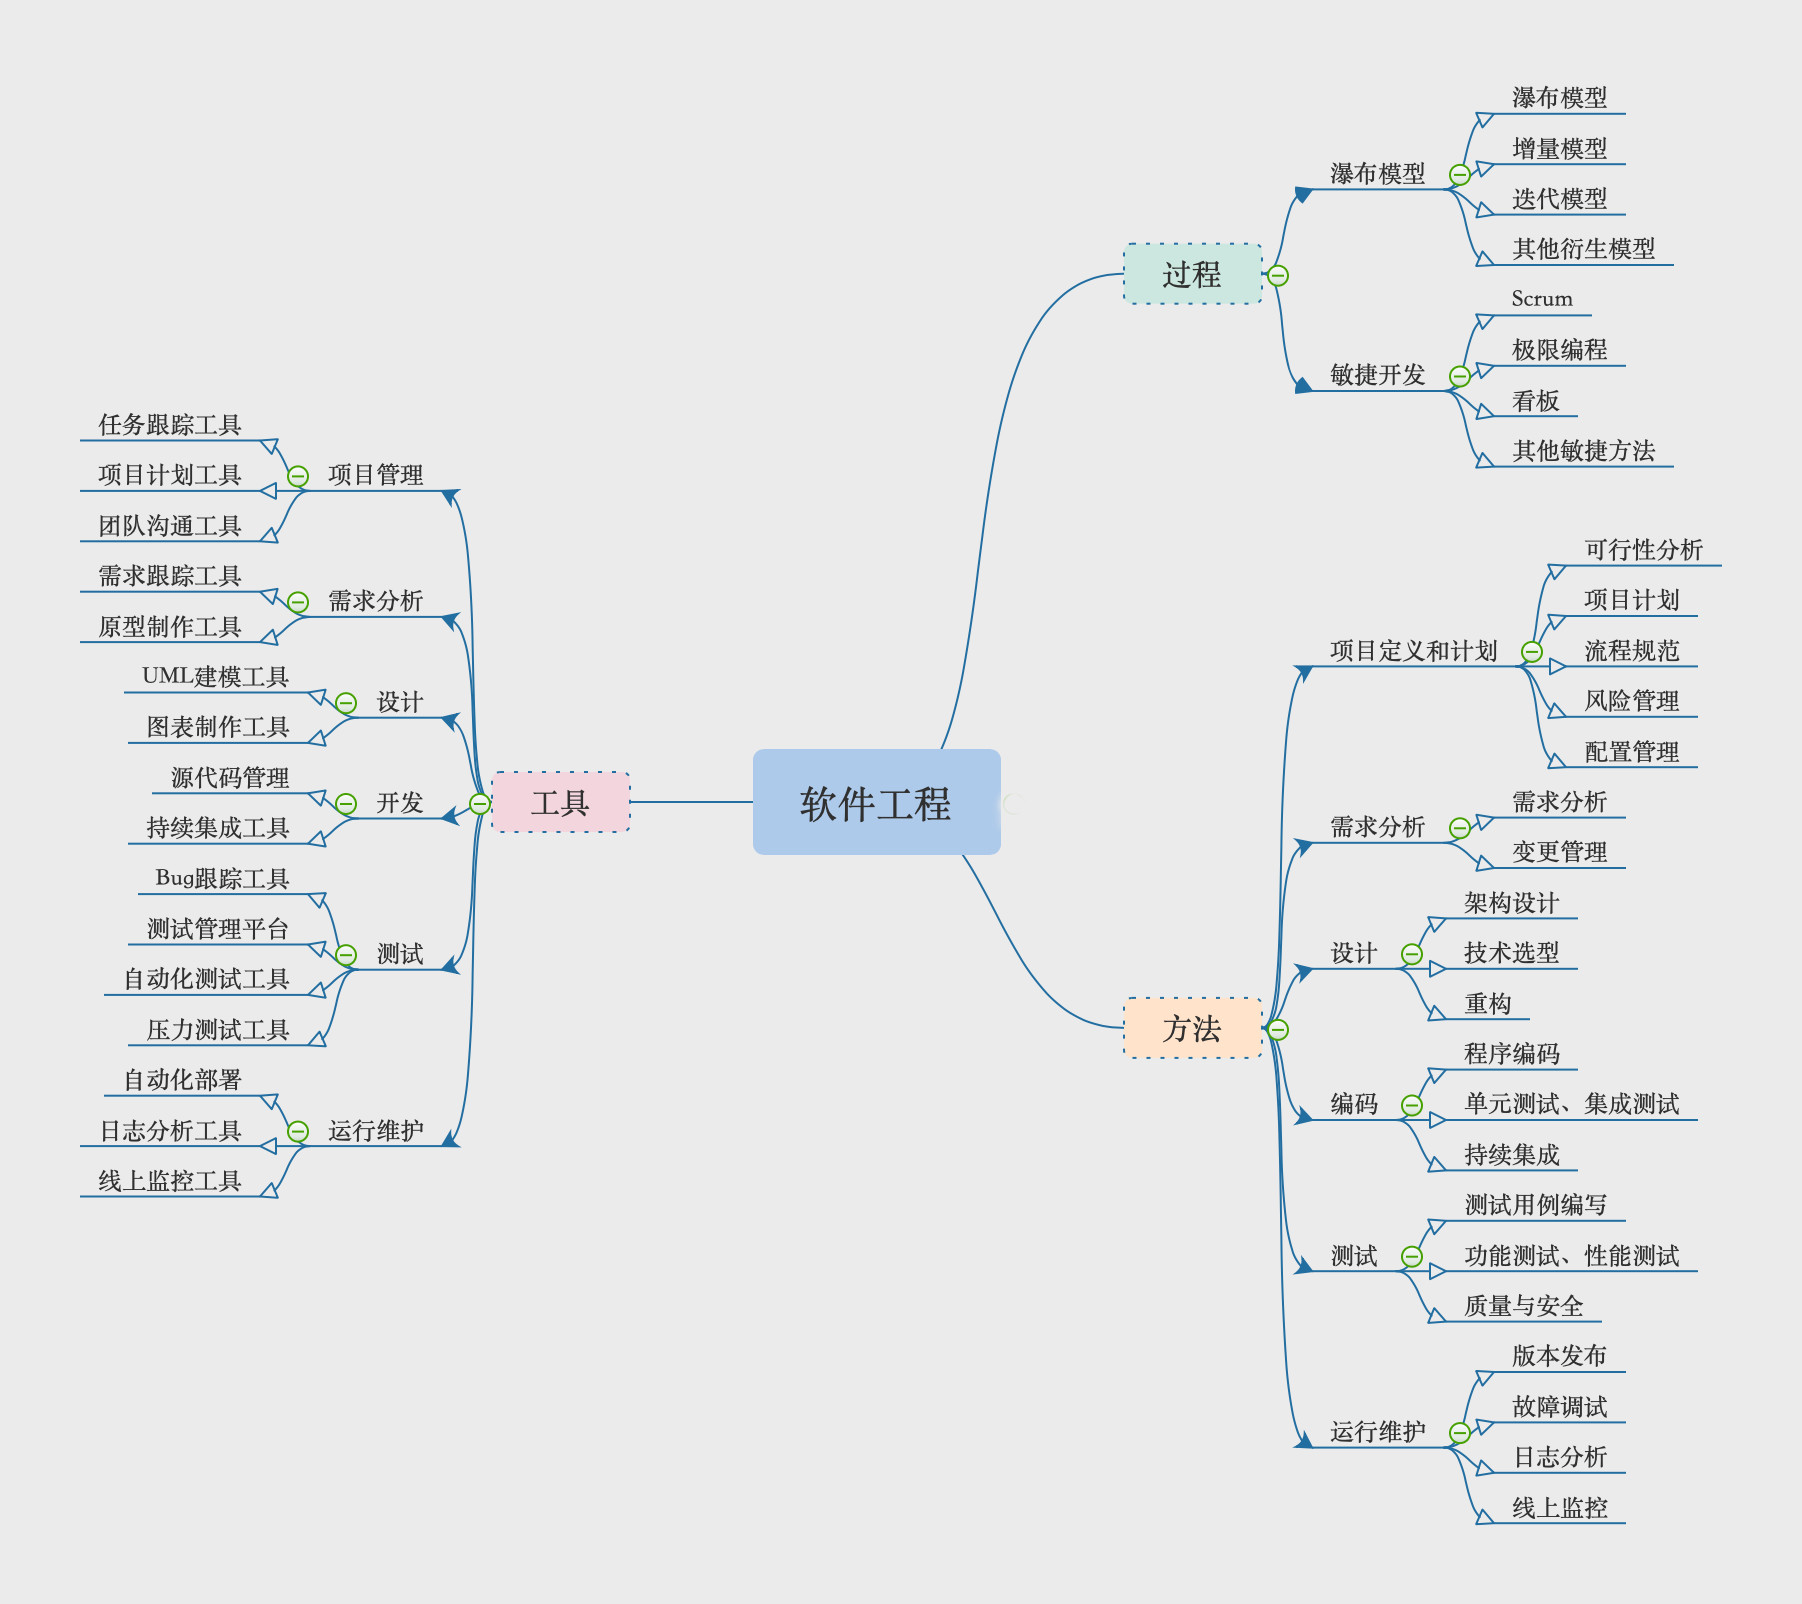 软件工程
过程
瀑布模型
瀑布模型
增量模型
迭代模型
其他衍生模型
敏捷开发
Scrum
极限编程
看板
其他敏捷方法
方法
项目定义和计划
可行性分析
项目计划
流程规范
风险管理
配置管理
需求分析
需求分析
变更管理
设计
架构设计
技术选型
重构
编码
程序编码
单元测试、集成测试
持续集成
测试
测试用例编写
功能测试、性能测试
质量与安全
运行维护
版本发布
故障调试
日志分析
线上监控
工具
项目管理
任务跟踪工具
项目计划工具
团队沟通工具
需求分析
需求跟踪工具
原型制作工具
设计
UML建模工具
图表制作工具
开发
源代码管理
持续集成工具
测试
Bug跟踪工具
测试管理平台
自动化测试工具
压力测试工具
运行维护
自动化部署
日志分析工具
线上监控工具